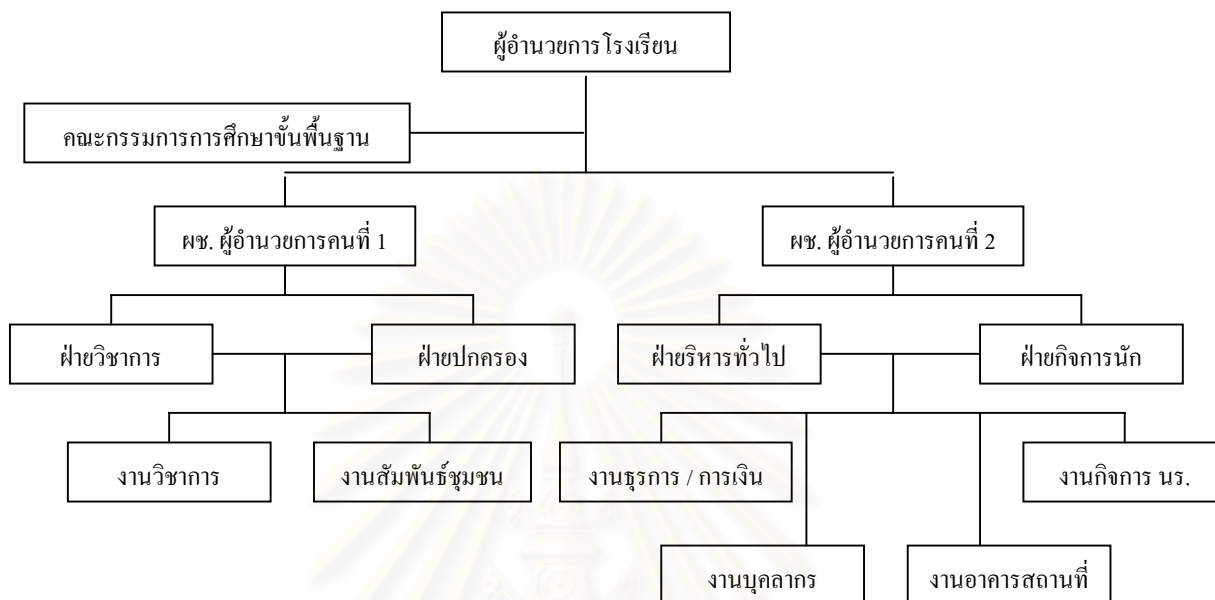 ผู้อำนวยการโรงเรียน
คณะกรรมการการศึกษาขั้นพื้นฐาน
ผช. ผู้อำนวยการคนที่ 1
ผช. ผู้อำนวยการคนที่ 2
ฝ่ายวิชาการ
ฝ่ายปกครอง
ฝ่ายริหารทั่วไป
ฝ่ายกิจการนัก
งานวิชาการ
งานสัมพันธ์ชุมชน
งานธุรการ / การเงิน
งานกิจการ นร.
งานบุคลากร
งานอาคารสถานที่